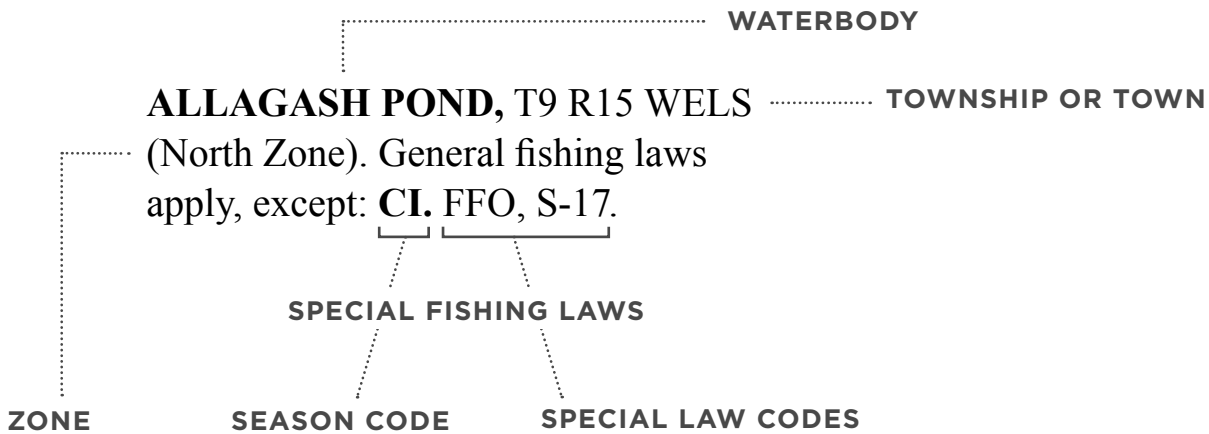 WATERBODY
ALLAGASH POND, T9 R15 WELS
TOWNSHIP OR TOWN
(North Zone). General fishing laws
apply, except: CI. FFO, S-17.
SPECIAL FISHING LAWS
ZONE
SEASON CODE
SPECIAL LAW CODES